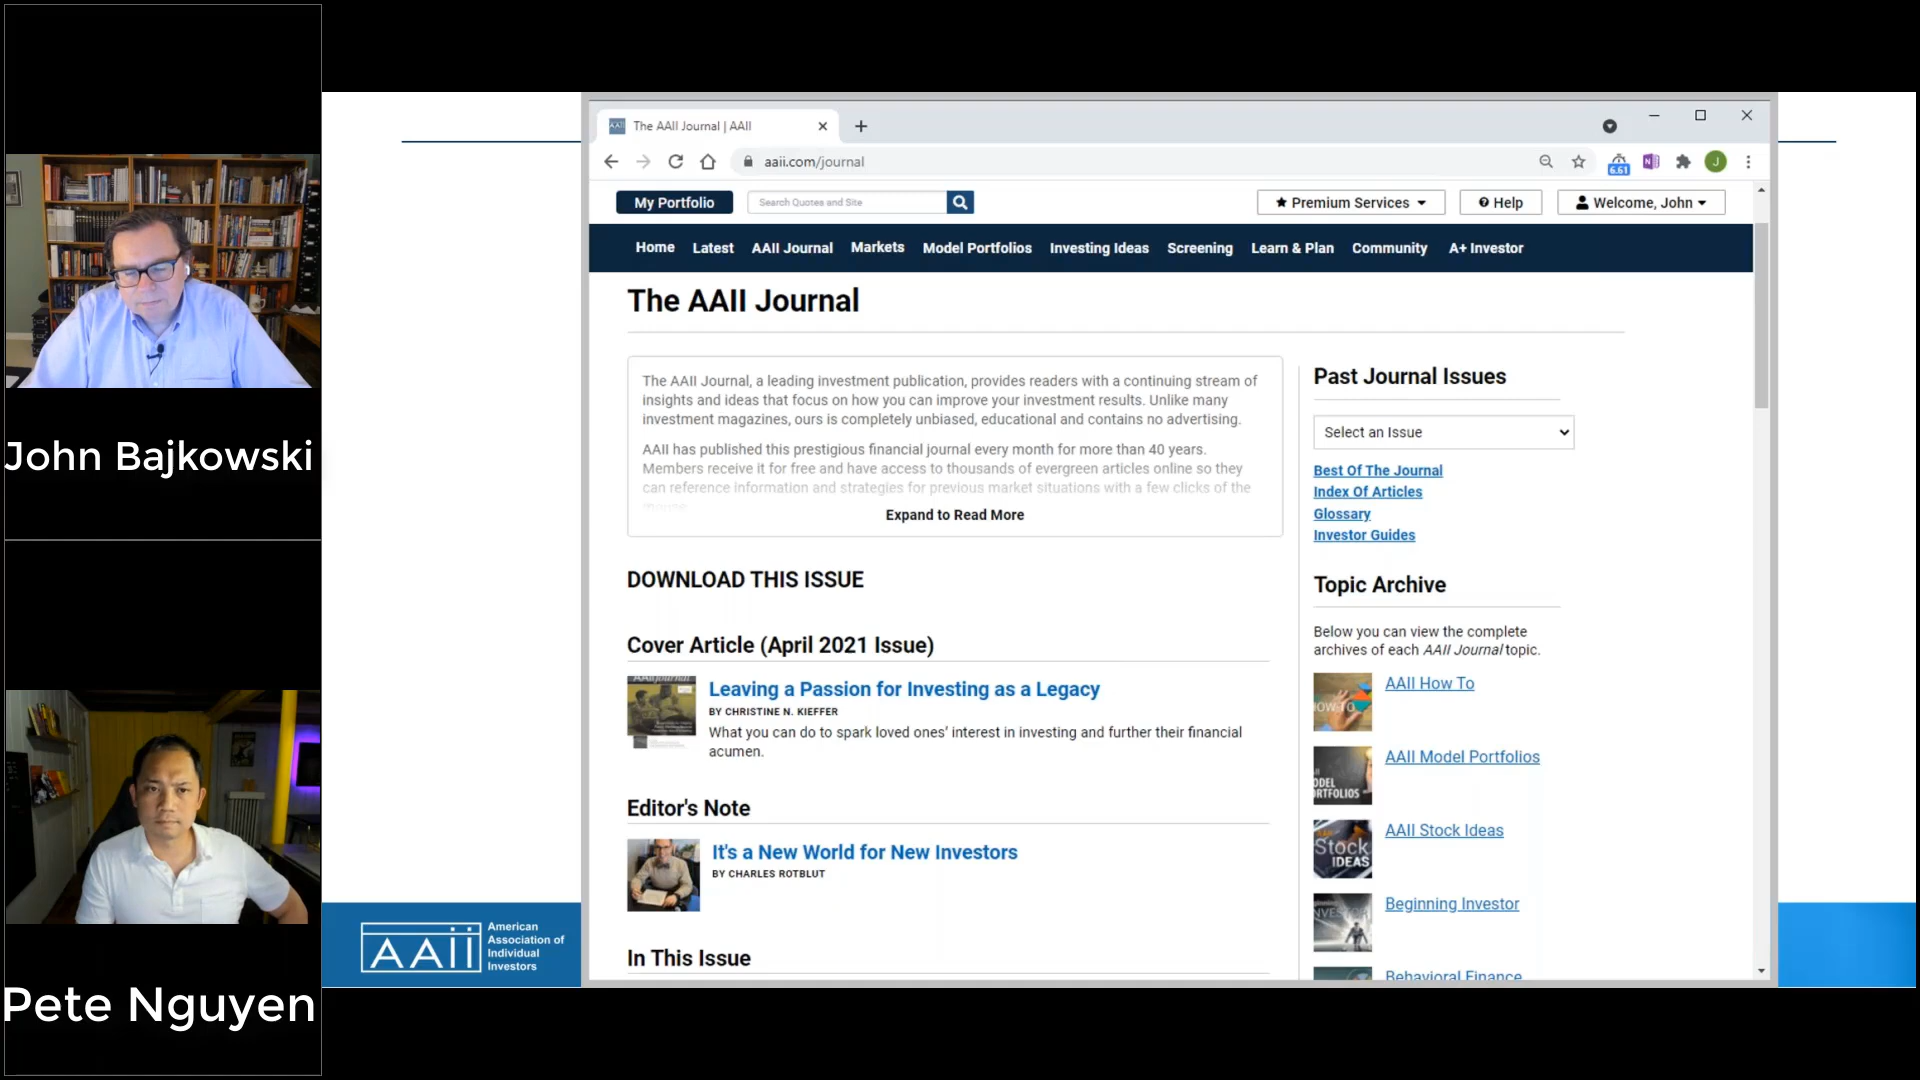 John Bajkowski
Pete Nguyen
The AAII Journal | AAII
aaii.com/journal
6.61
J
My Portfolio
Search Quotes and Site
Premium Services
Help
Welcome, John
Home Latest AAII Journal Markets Model Portfolios Investing Ideas Screening Learn & Plan Community A+ Investor
The AAII Journal
The AAII Journal, a leading investment publication, provides readers with a continuing stream of
insights and ideas that focus on how you can improve your investment results. Unlike many
investment magazines, ours is completely unbiased, educational and contains no advertising.
AAII has published this prestigious financial journal every month for more than 40 years.
Members receive it for free and have access to thousands of evergreen articles online so they
can reference information and strategies for previous market situations with a few clicks of the
Expand to Read More
DOWNLOAD THIS ISSUE
Cover Article (April 2021 Issue)
Leaving a Passion for Investing as a Legacy
BY CHRISTINE N. KIEFFER
What you can do to spark loved ones' interest in investing and further their financial
acumen.
Editor's Note
It's a New World for New Investors
BY CHARLES ROTBLUT
In This Issue
Past Journal Issues
Select an Issue
Best Of The Journal
Index Of Articles
Glossary
Investor Guides
Topic Archive
Below you can view the complete
archives of each AAII Journal topic.
AAII How To
AAII Model Portfolios
AAII Stock Ideas
Stock
IDEAS
Beginning Investor
Behavioral Finance
AAII
American
Association of
Individual
Investors